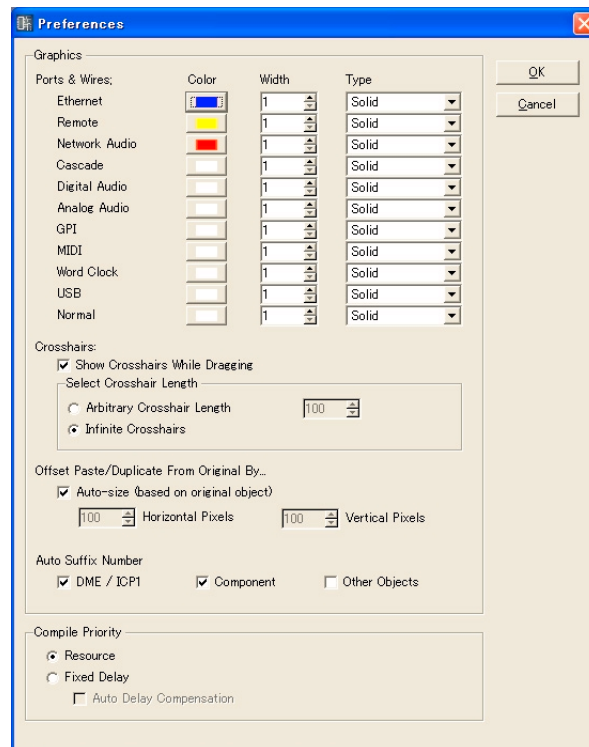 Preferences
Graphics
Ports & Wires; Color Width Type
Ethernet 1 Solid
Remote 1 Solid
Network Audio 1 Solid
Cascade 1 Solid
Digital Audio 1 Solid
Analog Audio 1 Solid
GPI 1 Solid
MIDI 1 Solid
Word Clock 1 Solid
USB 1 Solid
Normal 1 Solid
OK
Cancel
Crosshairs:
Show Crosshairs While Dragging
Select Crosshair Length
Arbitrary Crosshair Length 100
Infinite Crosshairs
Offset Paste/Duplicate From Original By...
Auto-size (based on original object)
100 Horizontal Pixels 100 Vertical Pixels
Auto Suffix Number
DME / ICP1 Component Other Objects
Compile Priority
Resource
Fixed Delay
Auto Delay Compensation